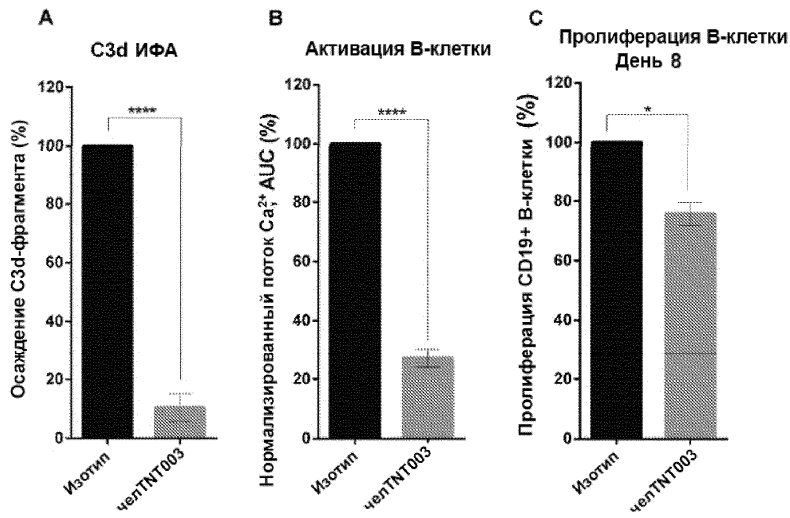 A
C3d ИФА
Осаждение C3d-фрагмента (%)
120
100
80
60
40
20
0
****
Изотип
челTNT003
B
Активация В-клетки
Нормализированный поток Ca²⁺, AUC (%)
120
100
80
60
40
20
0
****
Изотип
челTNT003
C
Пролиферация В-клетки
День 8
Пролиферация CD19+ В-клетки (%)
120
100
80
60
40
20
0
*
Изотип
челTNT003